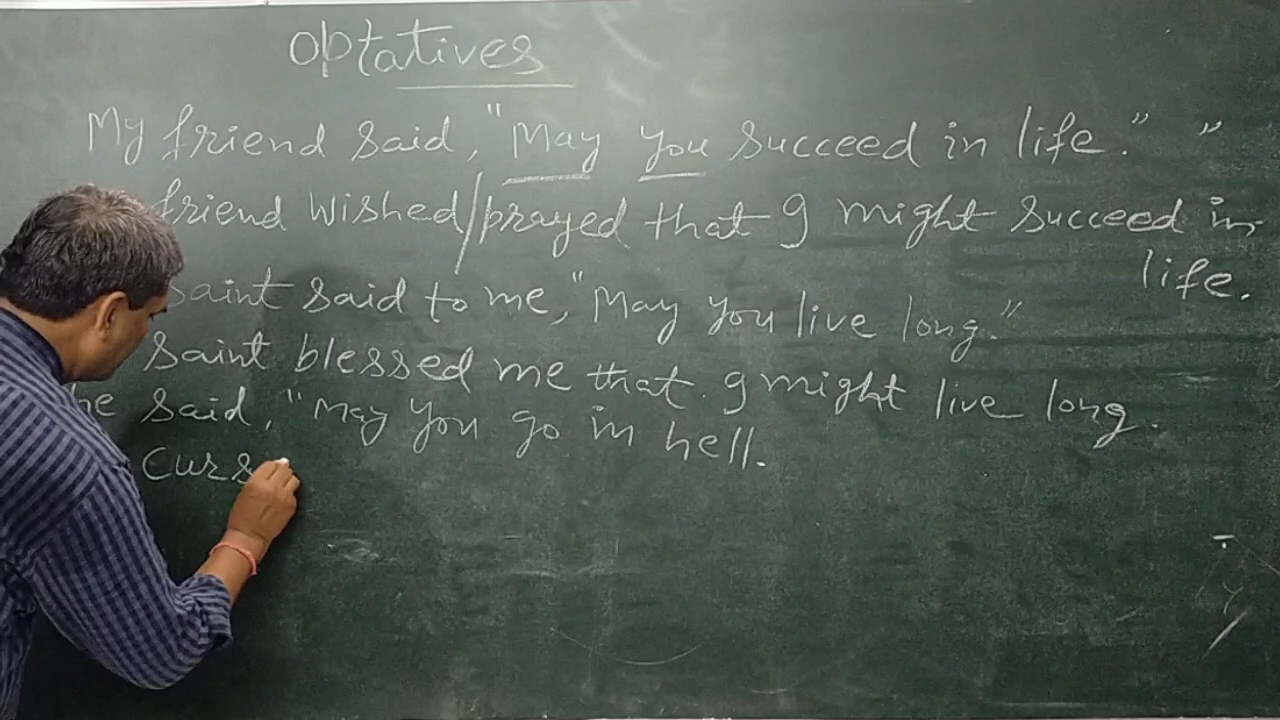 Optatives
My friend said, "May you succeed in life." "
friend wished/prayed that I might succeed in
life.
saint said to me, "May you live long."
saint blessed me that I might live long.
he said, "May you go in hell.
Curs